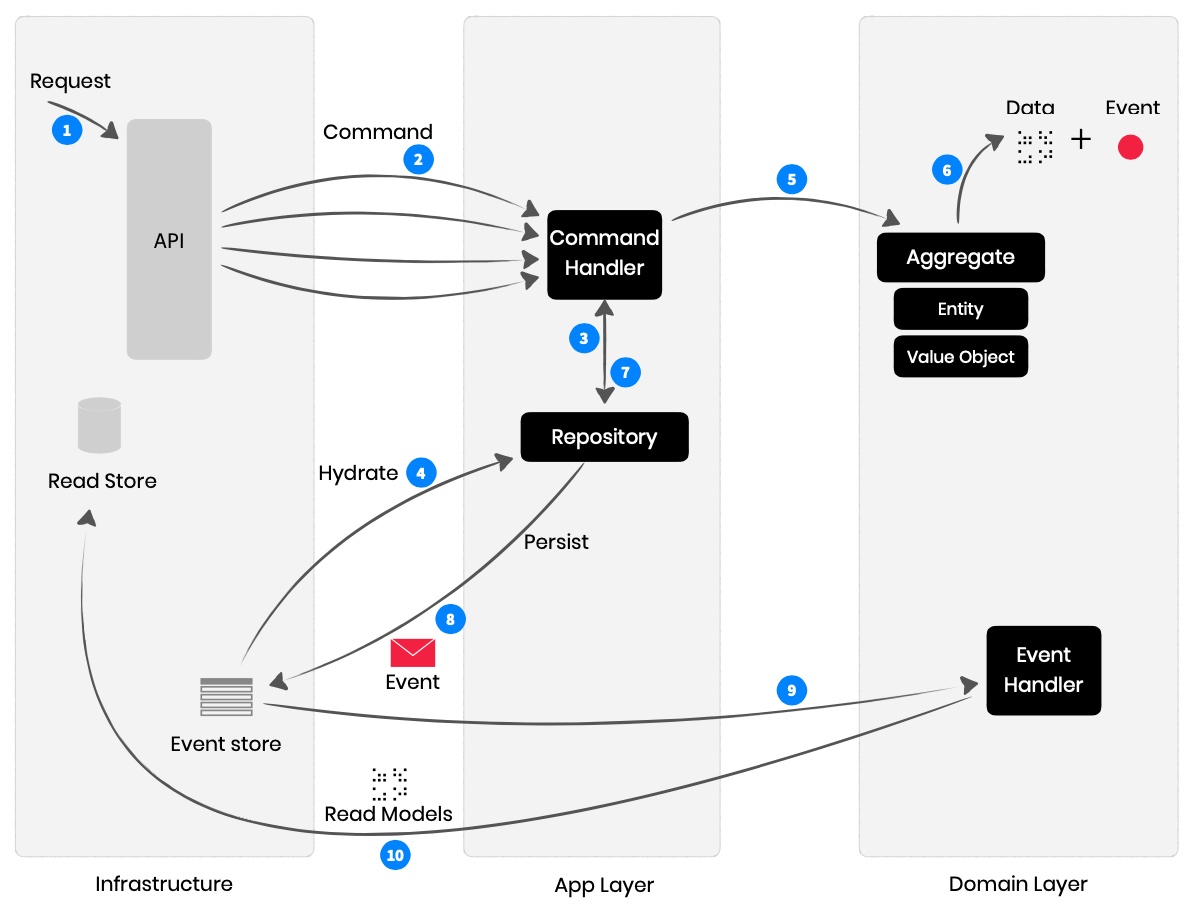 Request
1
API
Command
2
Command
Handler
3
7
Repository
5
6
Data
+
Event
Aggregate
Entity
Value Object
Read Store
Hydrate
4
Persist
8
Event
Event store
9
Event
Handler
Read Models
10
Infrastructure
App Layer
Domain Layer